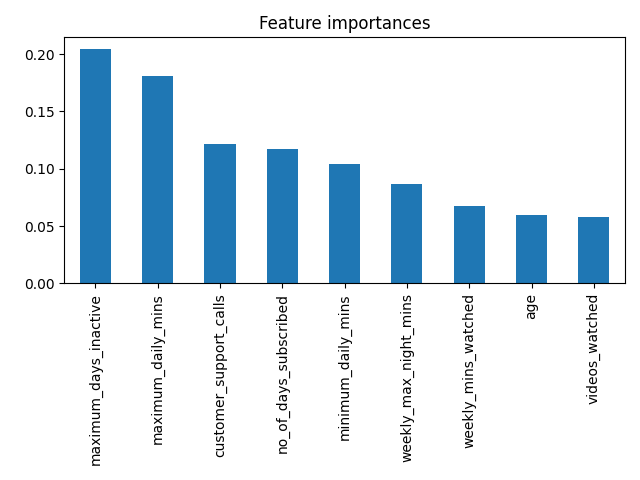 Feature importances
0.20
0.15
0.10
0.05
0.00
maximum_days_inactive
maximum_daily_mins
customer_support_calls
no_of_days_subscribed
minimum_daily_mins
weekly_max_night_mins
weekly_mins_watched
age
videos_watched